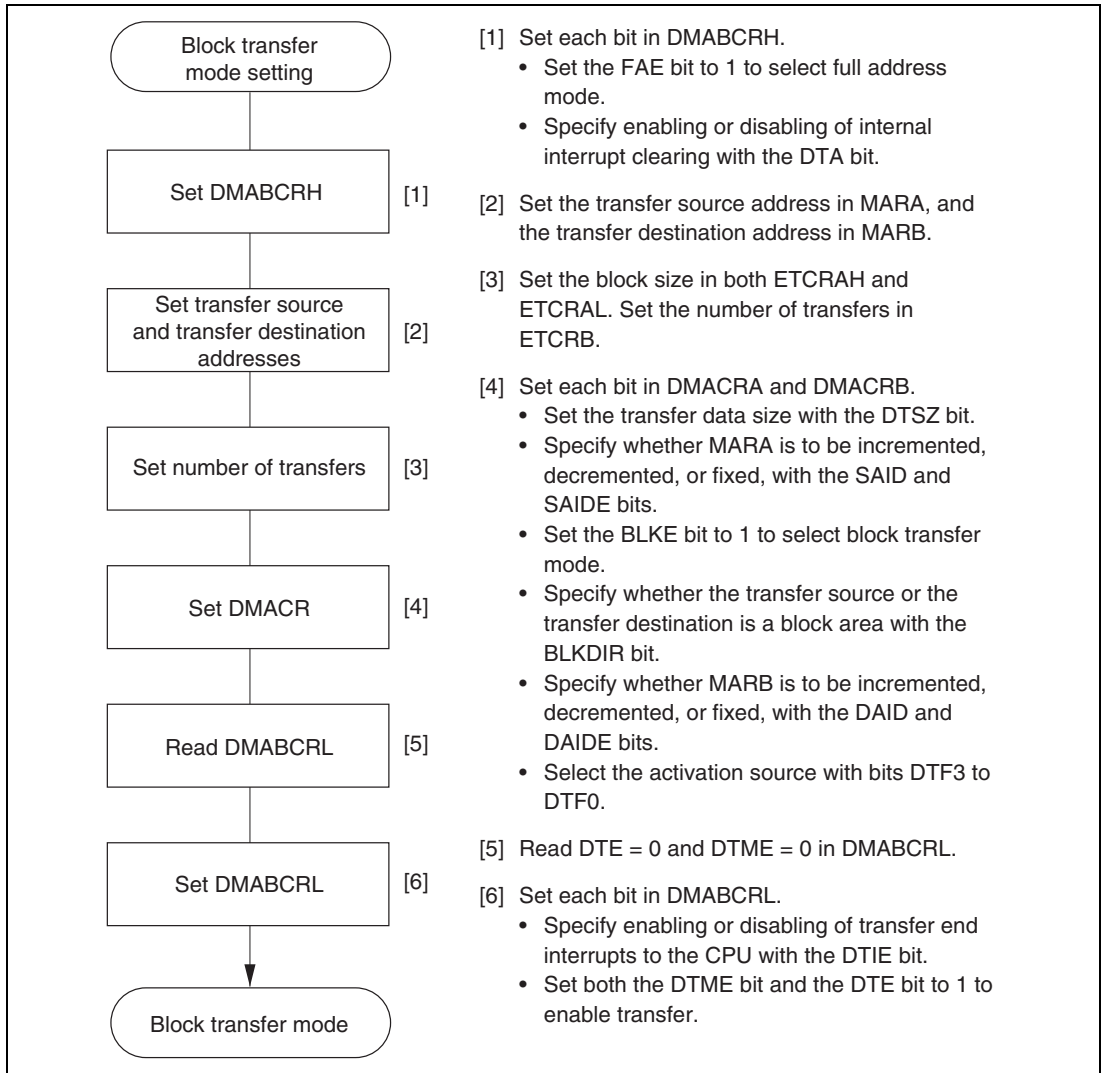 Block transfer
mode setting
Set DMABCRH
[1]
Set transfer source
and transfer destination
addresses
[2]
Set number of transfers
[3]
Set DMACR
[4]
Read DMABCRL
[5]
Set DMABCRL
[6]
Block transfer mode
[1] Set each bit in DMABCRH.
• Set the FAE bit to 1 to select full address
mode.
• Specify enabling or disabling of internal
interrupt clearing with the DTA bit.
[2] Set the transfer source address in MARA, and
the transfer destination address in MARB.
[3] Set the block size in both ETCRAH and
ETCRAL. Set the number of transfers in
ETCRB.
[4] Set each bit in DMACRA and DMACRB.
• Set the transfer data size with the DTSZ bit.
• Specify whether MARA is to be incremented,
decremented, or fixed, with the SAID and
SAIDE bits.
• Set the BLKE bit to 1 to select block transfer
mode.
• Specify whether the transfer source or the
transfer destination is a block area with the
BLKDIR bit.
• Specify whether MARB is to be incremented,
decremented, or fixed, with the DAID and
DAIDE bits.
• Select the activation source with bits DTF3 to
DTF0.
[5] Read DTE = 0 and DTME = 0 in DMABCRL.
[6] Set each bit in DMABCRL.
• Specify enabling or disabling of transfer end
interrupts to the CPU with the DTIE bit.
• Set both the DTME bit and the DTE bit to 1 to
enable transfer.